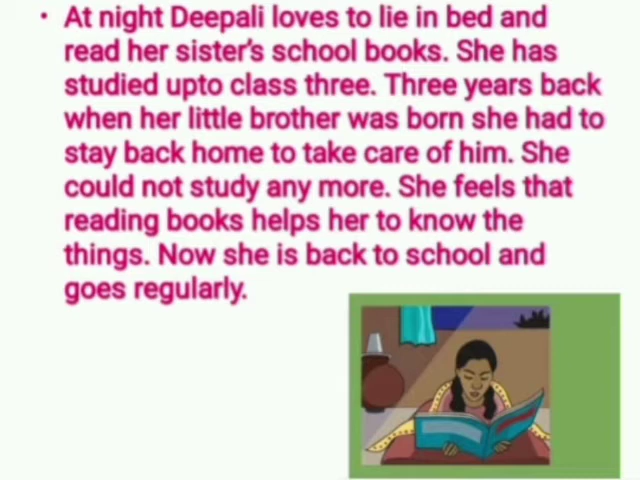 • At night Deepali loves to lie in bed and
read her sister's school books. She has
studied upto class three. Three years back
when her little brother was born she had to
stay back home to take care of him. She
could not study any more. She feels that
reading books helps her to know the
things. Now she is back to school and
goes regularly.